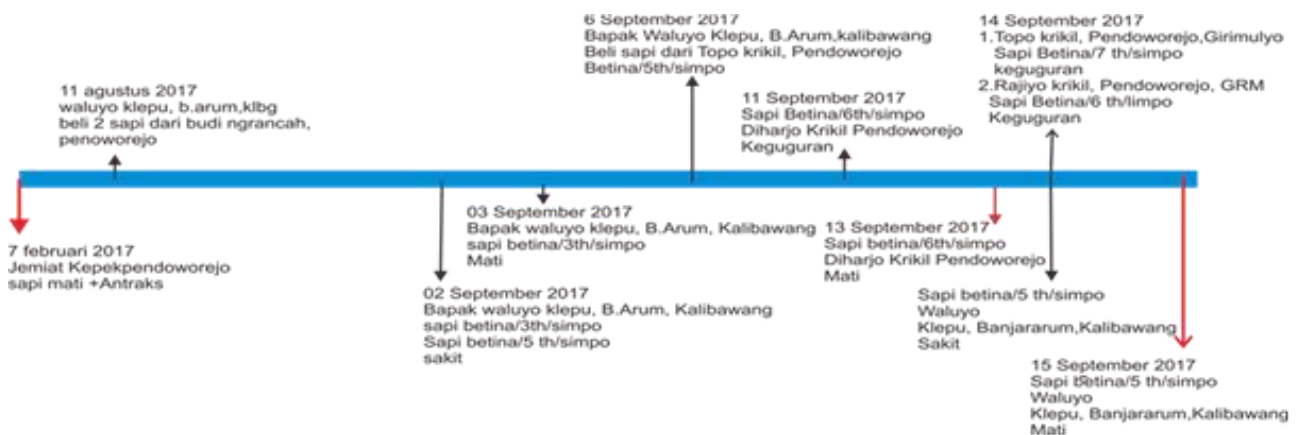 6 September 2017
Bapak Waluyo Klepu, B.Arum,kalibawang
Beli sapi dari Topo krikil, Pendoworejo
Betina/5th/simpo
14 September 2017
1.Topo krikil, Pendoworejo,Girimulyo
Sapi Betina/7 th/simpo
keguguran
2.Rajiyo krikil, Pendoworejo, GRM
Sapi Betina/6 th/limpo
Keguguran
11 agustus 2017
waluyo klepu, b.arum,klbg
beli 2 sapi dari budi ngrancah,
penoworejo
11 September 2017
Sapi Betina/6th/simpo
Diharjo Krikil Pendoworejo
Keguguran
7 februari 2017
Jemiat Kepekpendoworejo
sapi mati +Antraks
03 September 2017
Bapak waluyo klepu, B.Arum, Kalibawang
sapi betina/3th/simpo
Mati
02 September 2017
Bapak waluyo klepu, B.Arum, Kalibawang
sapi betina/3th/simpo
Sapi betina/5 th/simpo
sakit
13 September 2017
Sapi betina/6th/simpo
Diharjo Krikil Pendoworejo
Mati
Sapi betina/5 th/simpo
Waluyo
Klepu, Banjararum,Kalibawang
Sakit
15 September 2017
Sapi betina/5 th/simpo
Waluyo
Klepu, Banjararum,Kalibawang
Mati